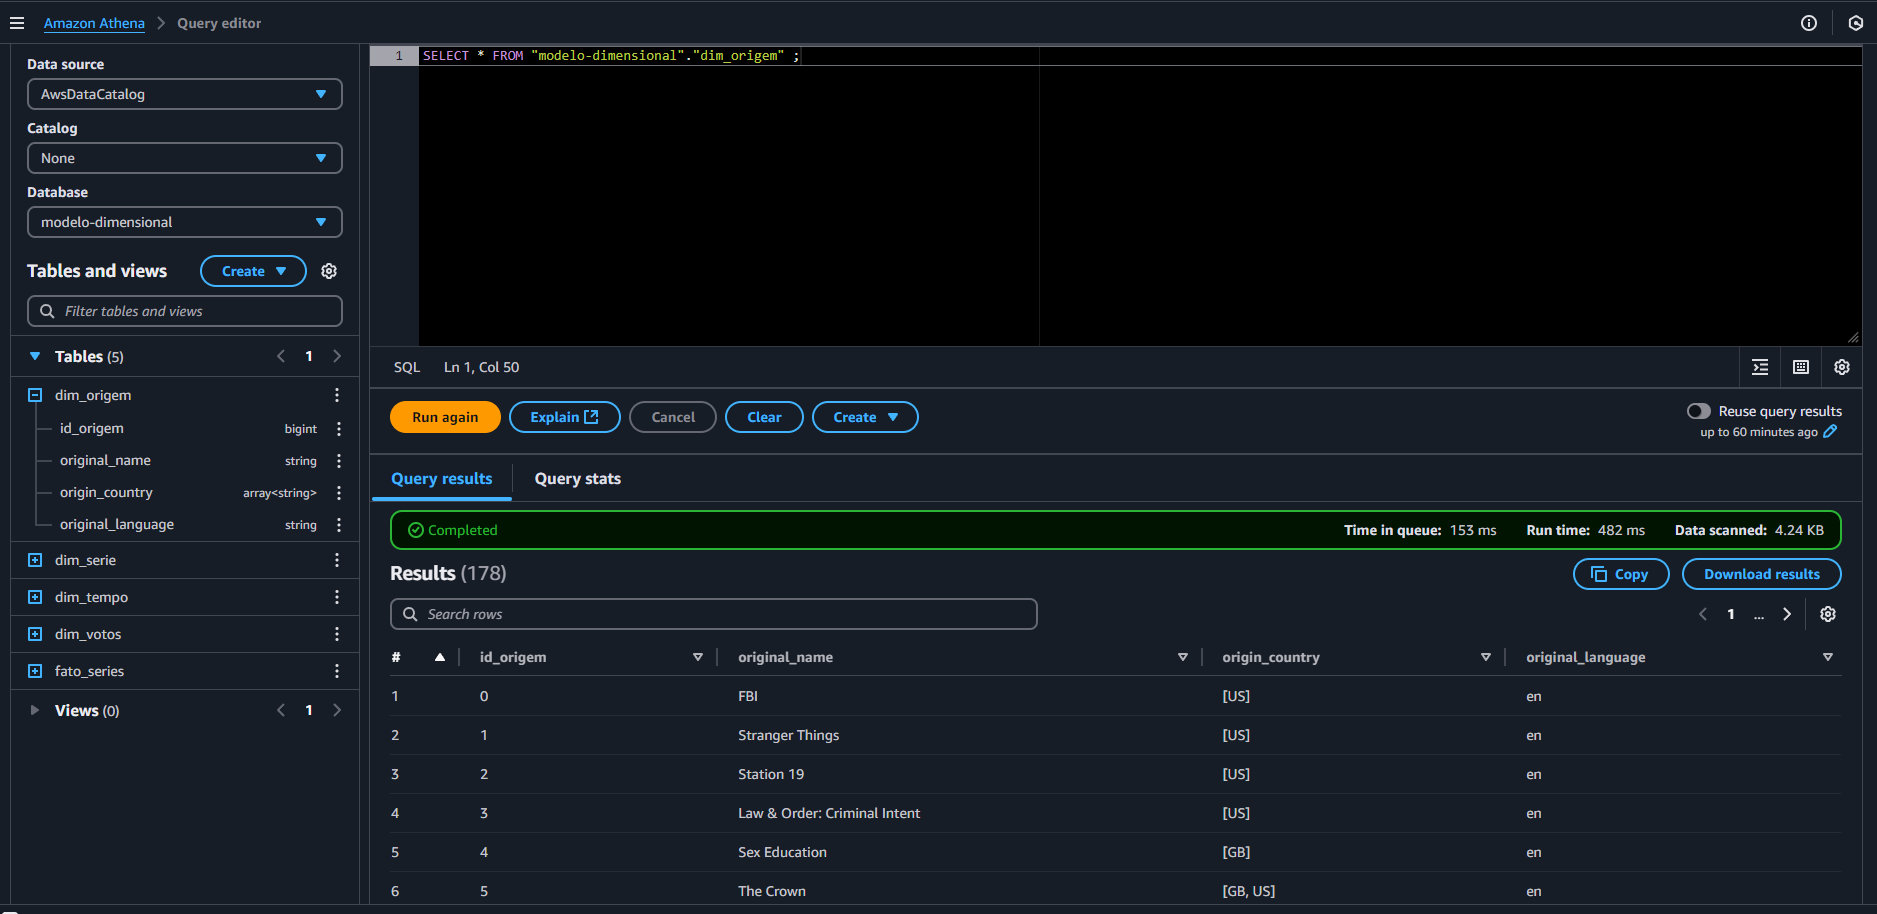 Amazon Athena > Query editor
Data source
AwsDataCatalog
Catalog
None
Database
modelo-dimensional
Tables and views
Create
Filter tables and views
Tables (5)
1
dim_origem
id_origem bigint
original_name string
origin_country array<string>
original_language string
dim_serie
dim_tempo
dim_votos
fato_series
Views (0)
1
1 SELECT * FROM "modelo-dimensional"."dim_origem" ;
SQL Ln 1, Col 50
Run again Explain Cancel Clear Create
Reuse query results
up to 60 minutes ago
Query results Query stats
Completed Time in queue: 153 ms Run time: 482 ms Data scanned: 4.24 KB
Results (178) Copy Download results
Search rows 1 ...
# id_origem original_name origin_country original_language
1 0 FBI [US] en
2 1 Stranger Things [US] en
3 2 Station 19 [US] en
4 3 Law & Order: Criminal Intent [US] en
5 4 Sex Education [GB] en
6 5 The Crown [GB, US] en